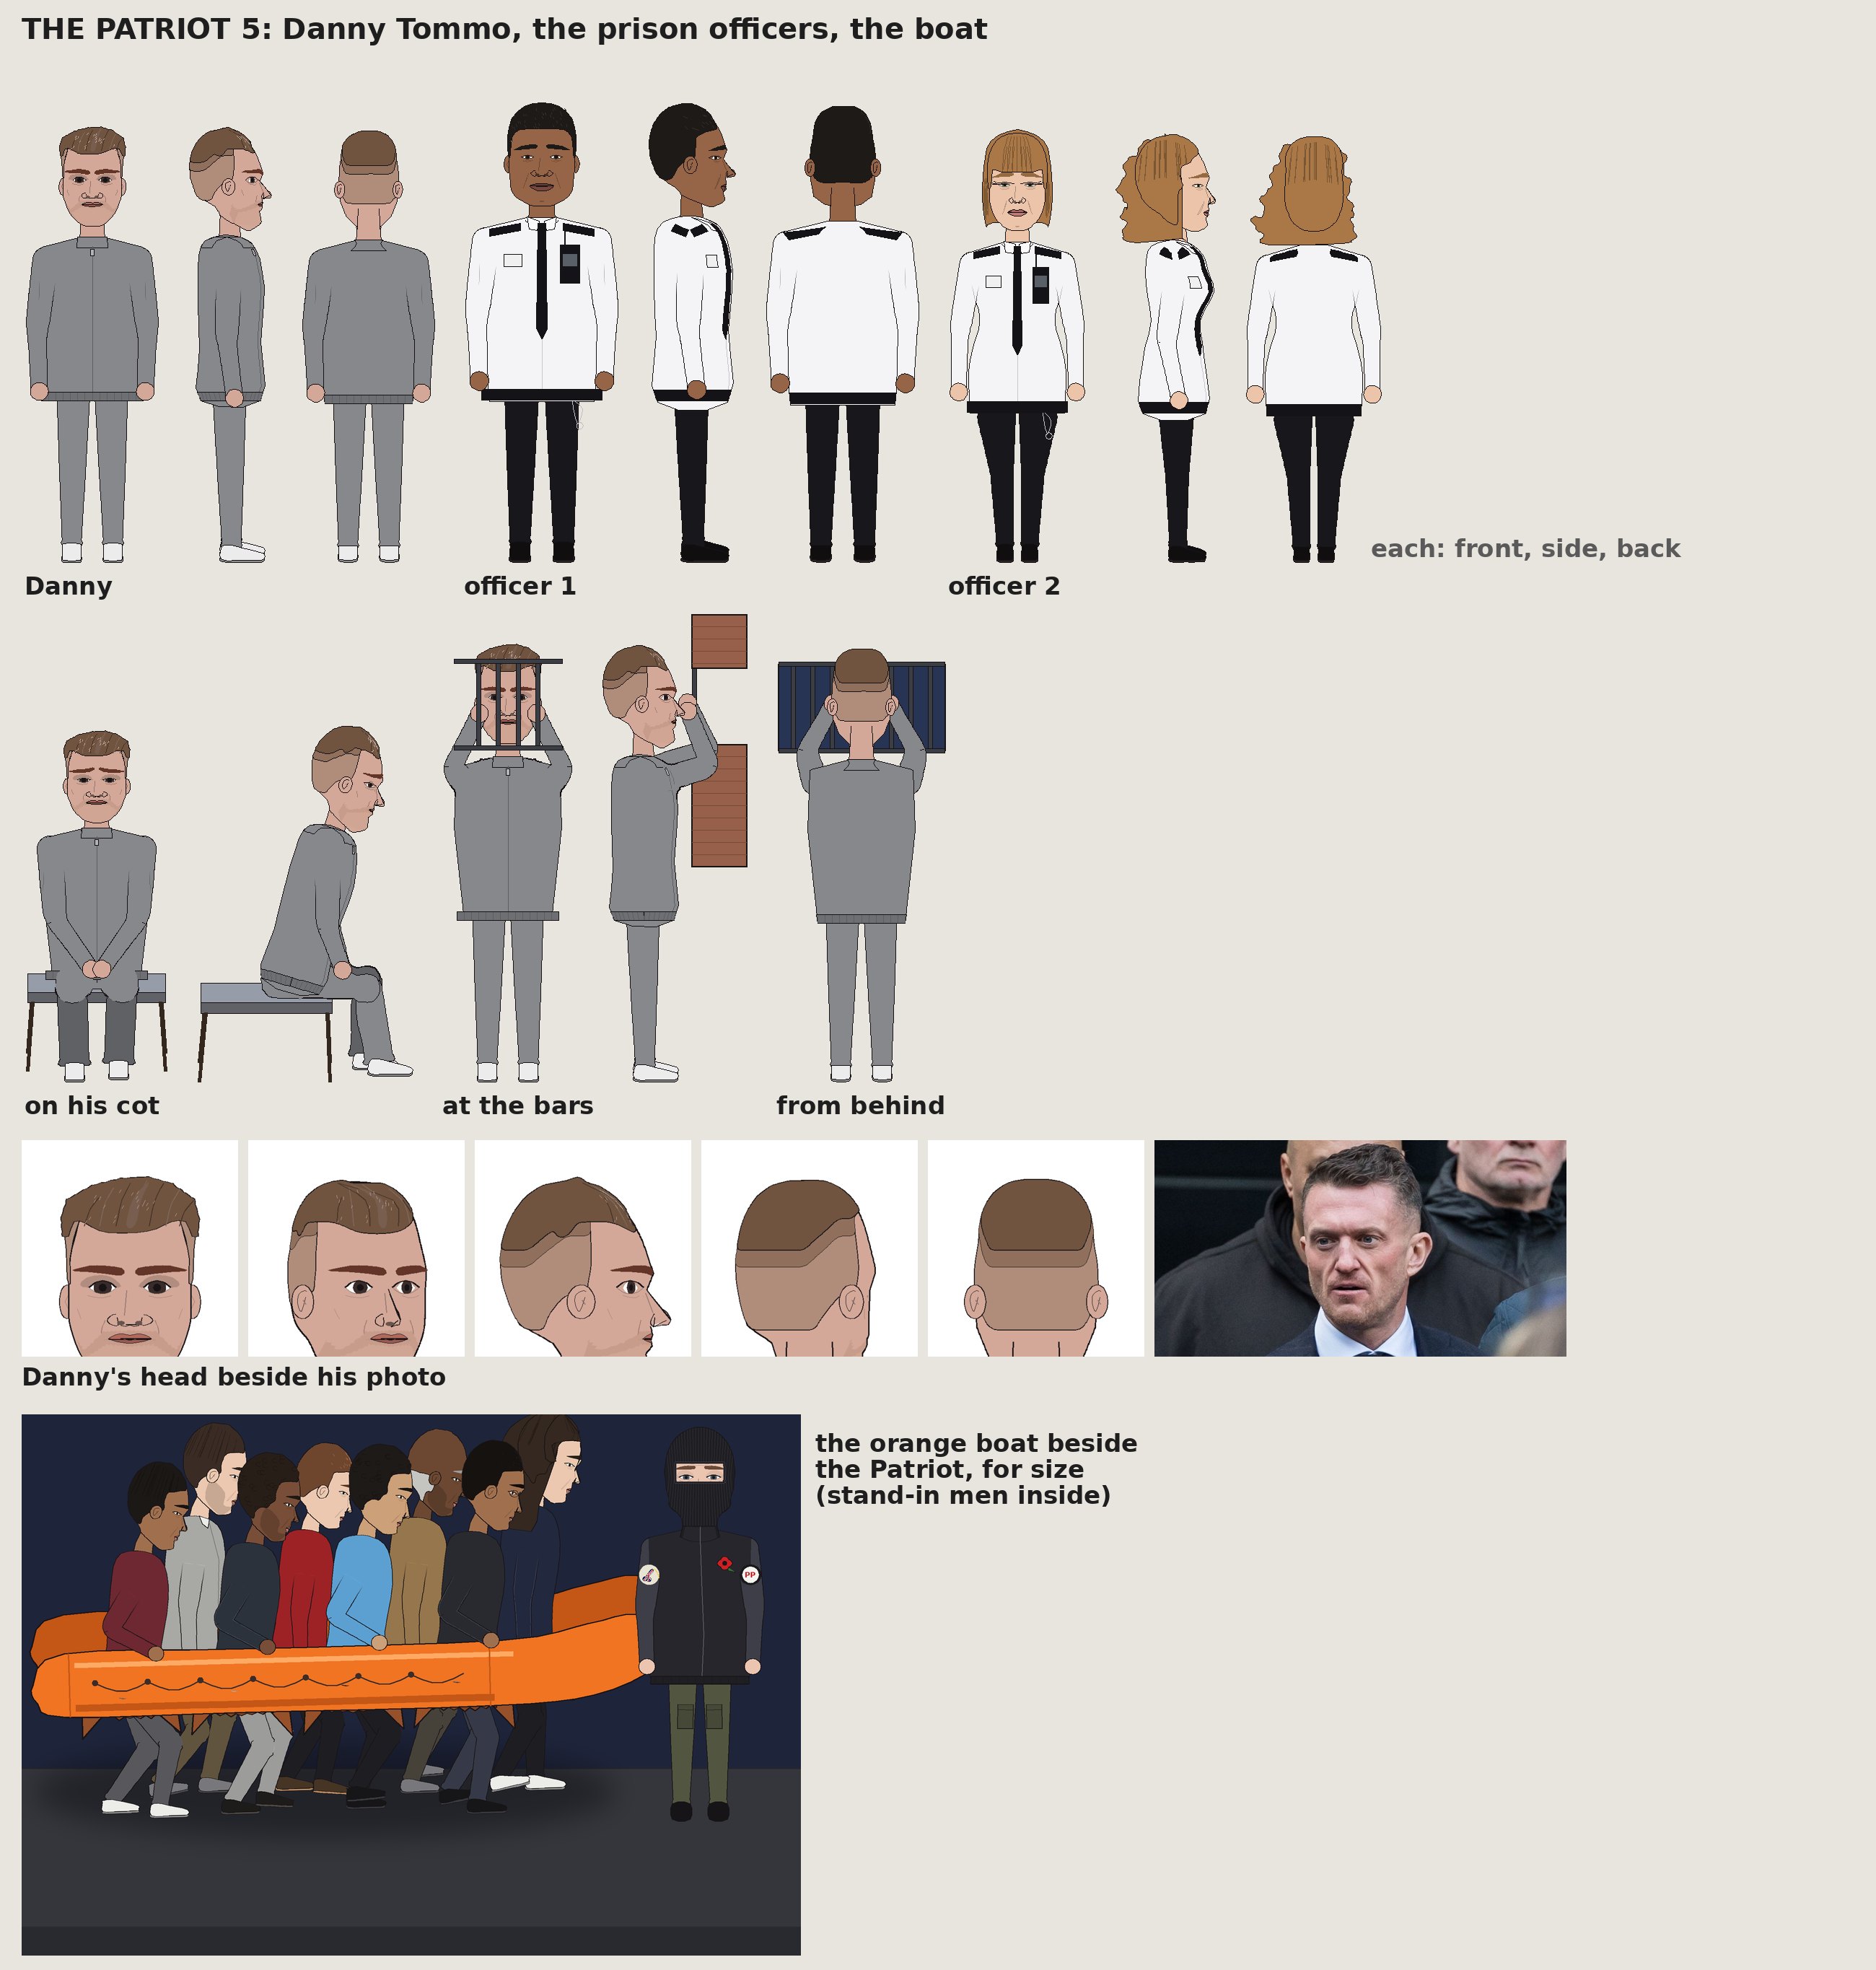 THE PATRIOT 5: Danny Tommo, the prison officers, the boat
each: front, side, back
Danny
officer 1
officer 2
on his cot
at the bars
from behind
Danny's head beside his photo
the orange boat beside
the Patriot, for size
(stand-in men inside)
PP